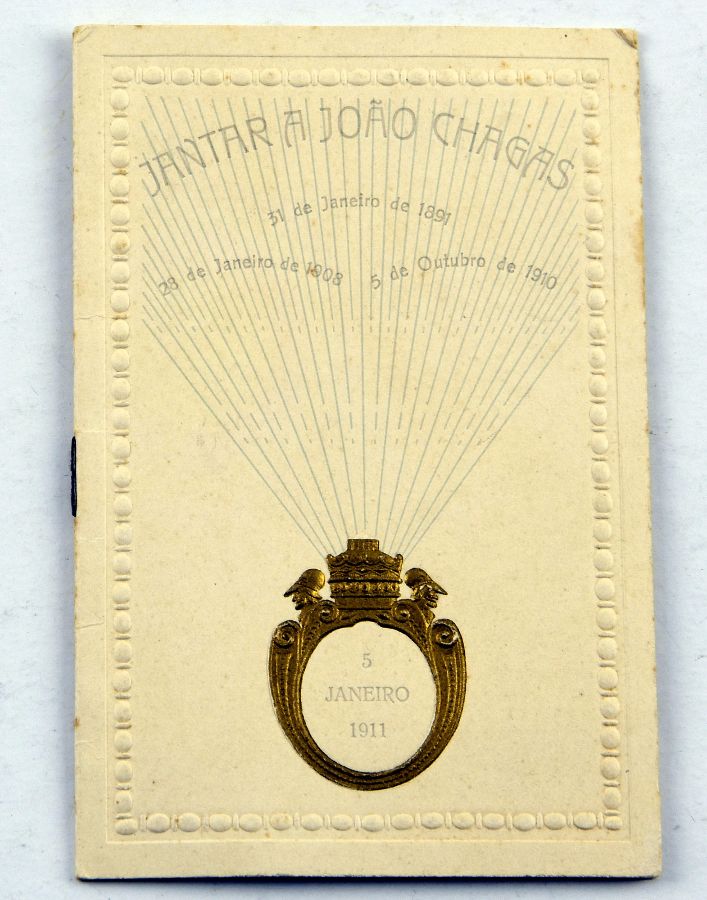 JANTAR A JOÃO CHAGAS
31 de Janeiro de 1891
28 de Janeiro de 1908
5 de Outubro de 1910
5
JANEIRO
1911